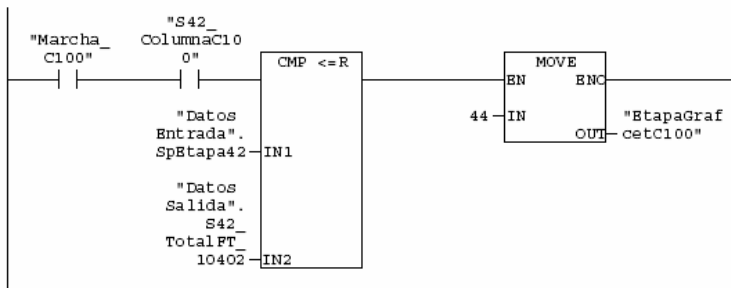 "S42_
"Marcha_
ColumnaC10
C100"
0"
CMP <=R
MOVE
EN
ENO
"Datos
Entrada".
SpEtapa42
IN1
44
IN
"EtapaGraf
OUT
cetC100"
"Datos
Salida".
S42_
TotalFT_
10402
IN2